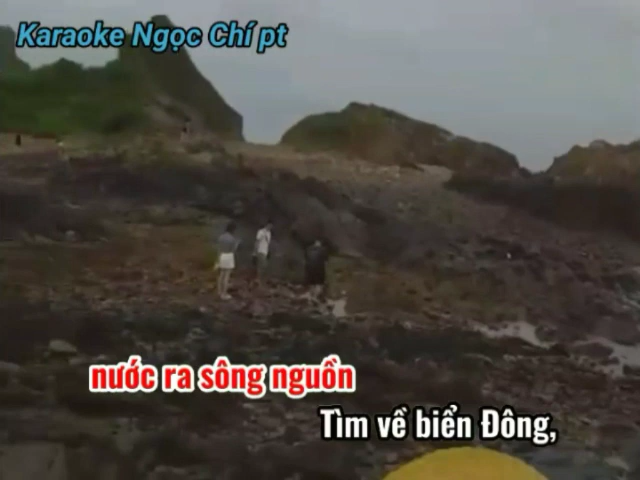 Karaoke Ngọc Chí pt
nước ra sông nguồn
Tìm về biển Đông,